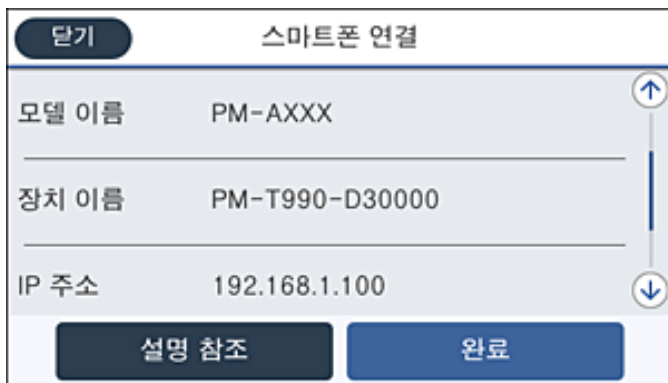 닫기 스마트폰 연결
모델 이름 PM-AXXX
장치 이름 PM-T990-D30000
IP 주소 192.168.1.100
설명 참조 완료